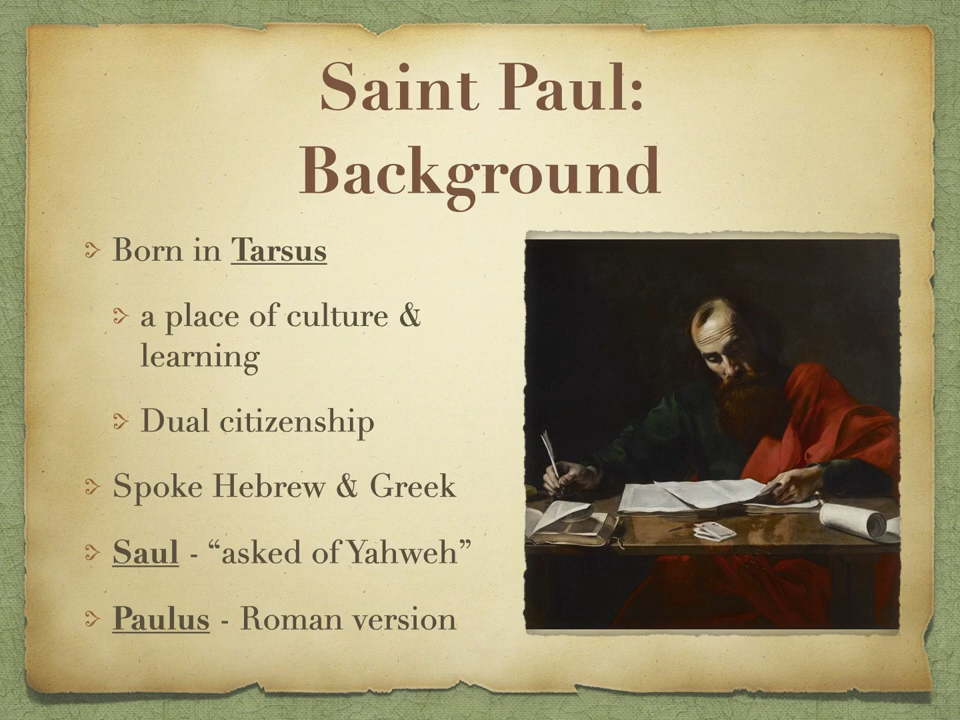 Saint Paul:
Background
Born in Tarsus
a place of culture &
learning
Dual citizenship
Spoke Hebrew & Greek
Saul - “asked of Yahweh”
Paulus - Roman version